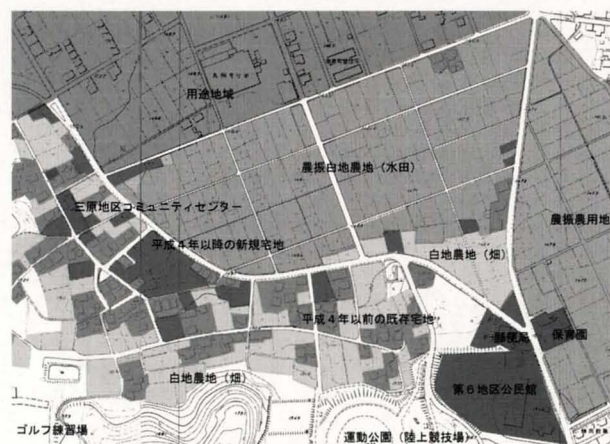 用途地域
農振白地農地（水田）
三原地区コミュニティセンター
農振農用地
平成４年以降の新規宅地
白地農地（畑）
平成４年以前の既存宅地
郵便局
保育園
白地農地（畑）
第６地区公民館
ゴルフ練習場
運動公園（陸上競技場）